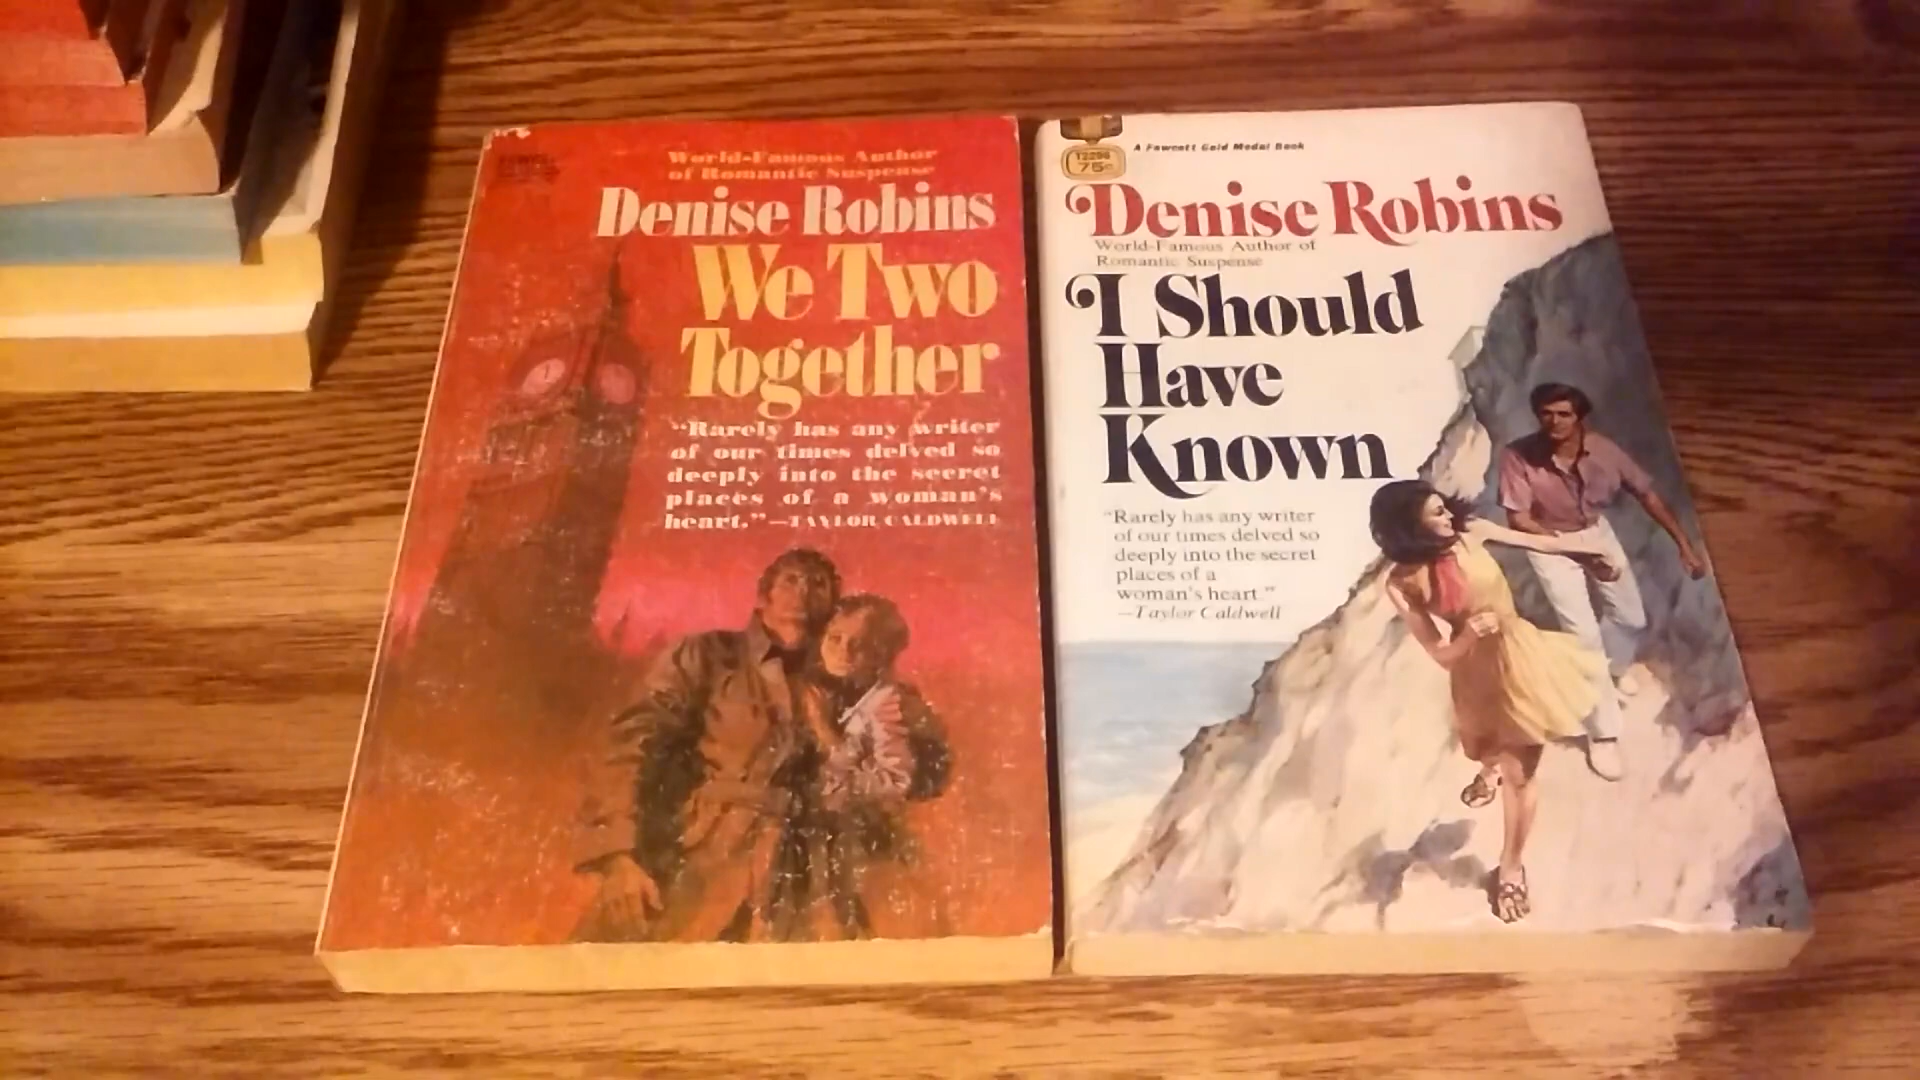 World-Famous Author
of Romantic Suspense
Denise Robins
We Two
Together
"Rarely has any writer
of our times delved so
deeply into the secret
places of a woman's
heart."—TAYLOR CALDWELL
A Fawcett Gold Medal Book
75c
Denise Robins
World-Famous Author of
Romantic Suspense
I Should
Have
Known
"Rarely has any writer
of our times delved so
deeply into the secret
places of a
woman's heart."
—Taylor Caldwell